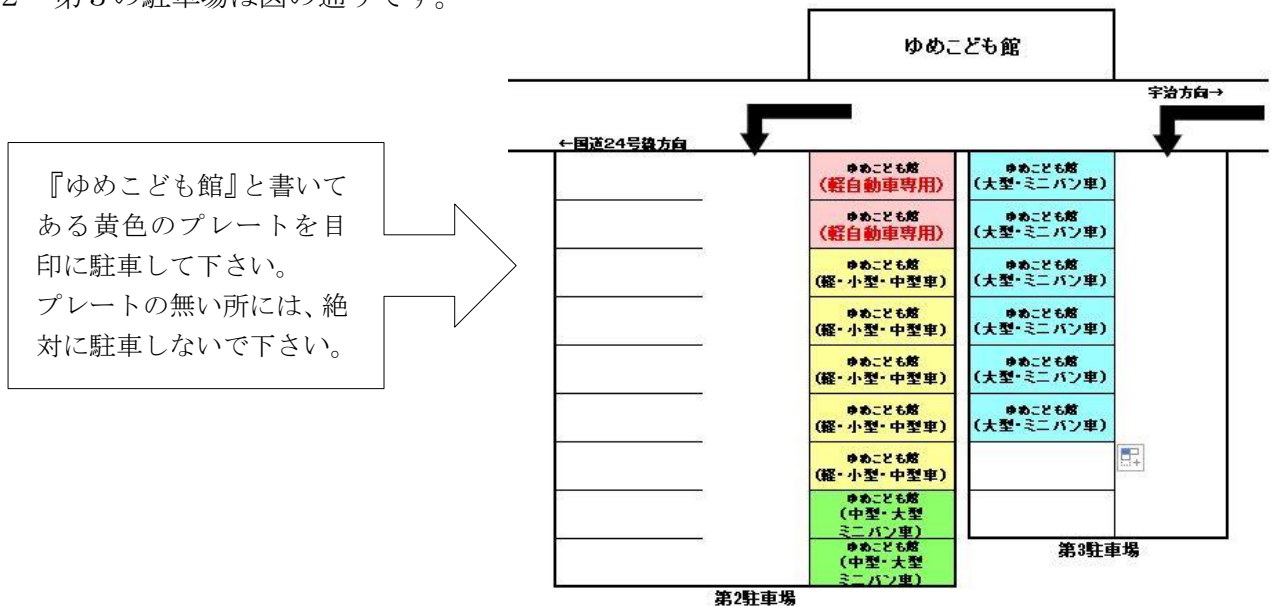 2 第3の駐車場は図の通りです。
ゆめこども館
宇治方向→
←国道24号線方向
『ゆめこども館』と書いて
ある黄色のプレートを目
印に駐車して下さい。
プレートの無い所には、絶
対に駐車しないで下さい。
ゆめこども館
(軽自動車専用)
ゆめこども館
(軽自動車専用)
ゆめこども館
(軽・小型・中型車)
ゆめこども館
(軽・小型・中型車)
ゆめこども館
(軽・小型・中型車)
ゆめこども館
(軽・小型・中型車)
ゆめこども館
(軽・小型・中型車)
ゆめこども館
(中型・大型
ミニバン車)
ゆめこども館
(中型・大型
ミニバン車)
第2駐車場
ゆめこども館
(大型・ミニバン車)
ゆめこども館
(大型・ミニバン車)
ゆめこども館
(大型・ミニバン車)
ゆめこども館
(大型・ミニバン車)
ゆめこども館
(大型・ミニバン車)
ゆめこども館
(大型・ミニバン車)
第3駐車場